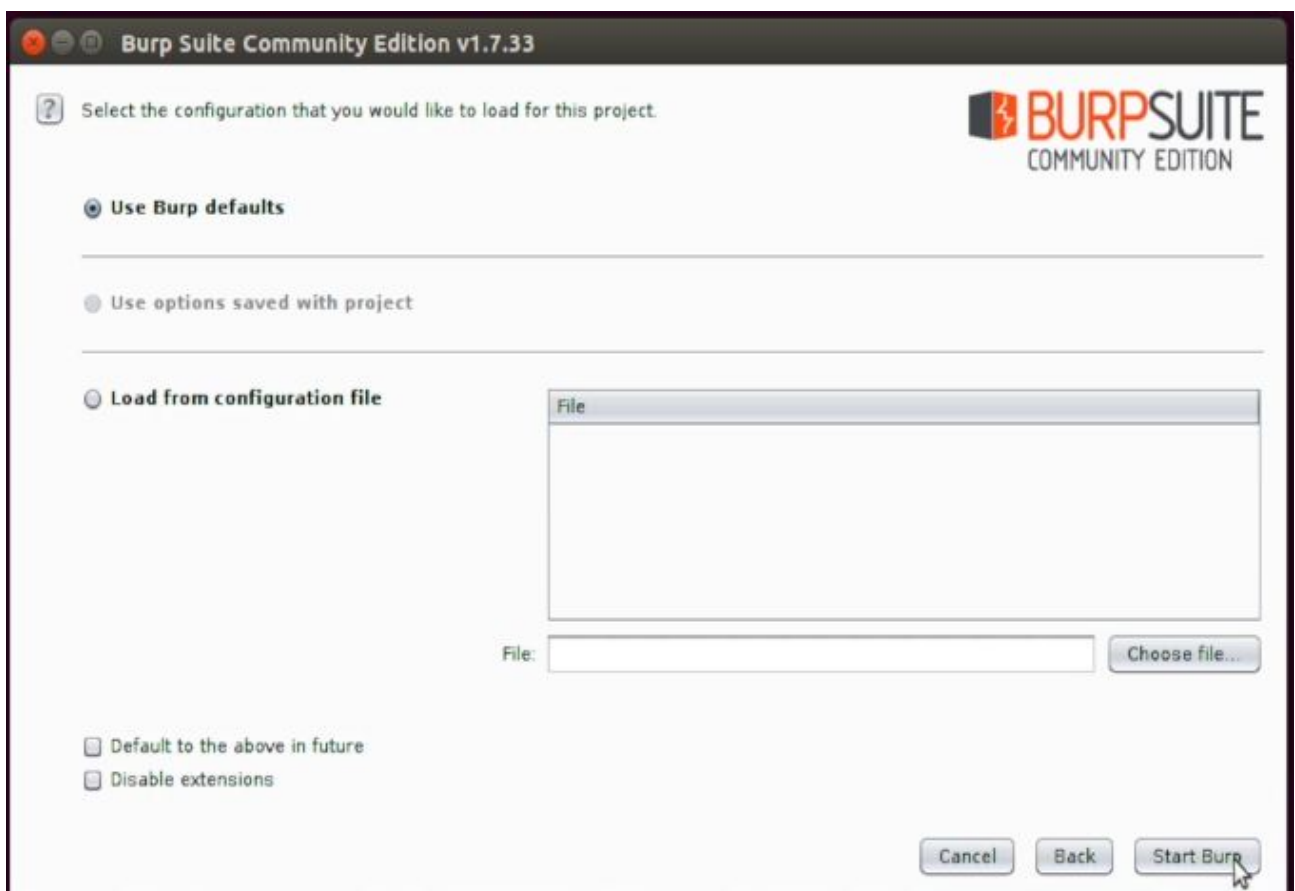 Burp Suite Community Edition v1.7.33
? Select the configuration that you would like to load for this project.
BURPSUITE
COMMUNITY EDITION
Use Burp defaults
Use options saved with project
Load from configuration file
File
File:
Choose file...
Default to the above in future
Disable extensions
Cancel Back Start Burp